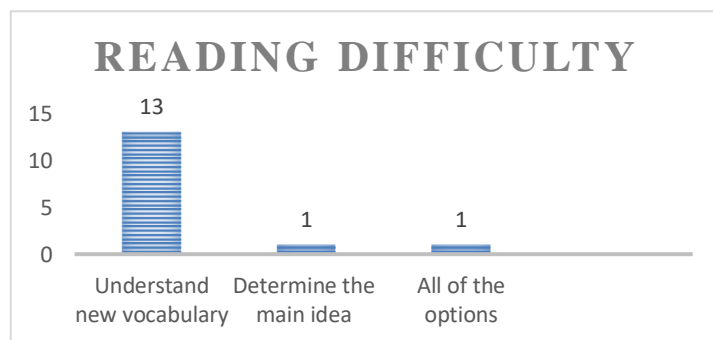 READING DIFFICULTY
13
15
10
5
0
1
1
Understand
new vocabulary
Determine the
main idea
All of the
options